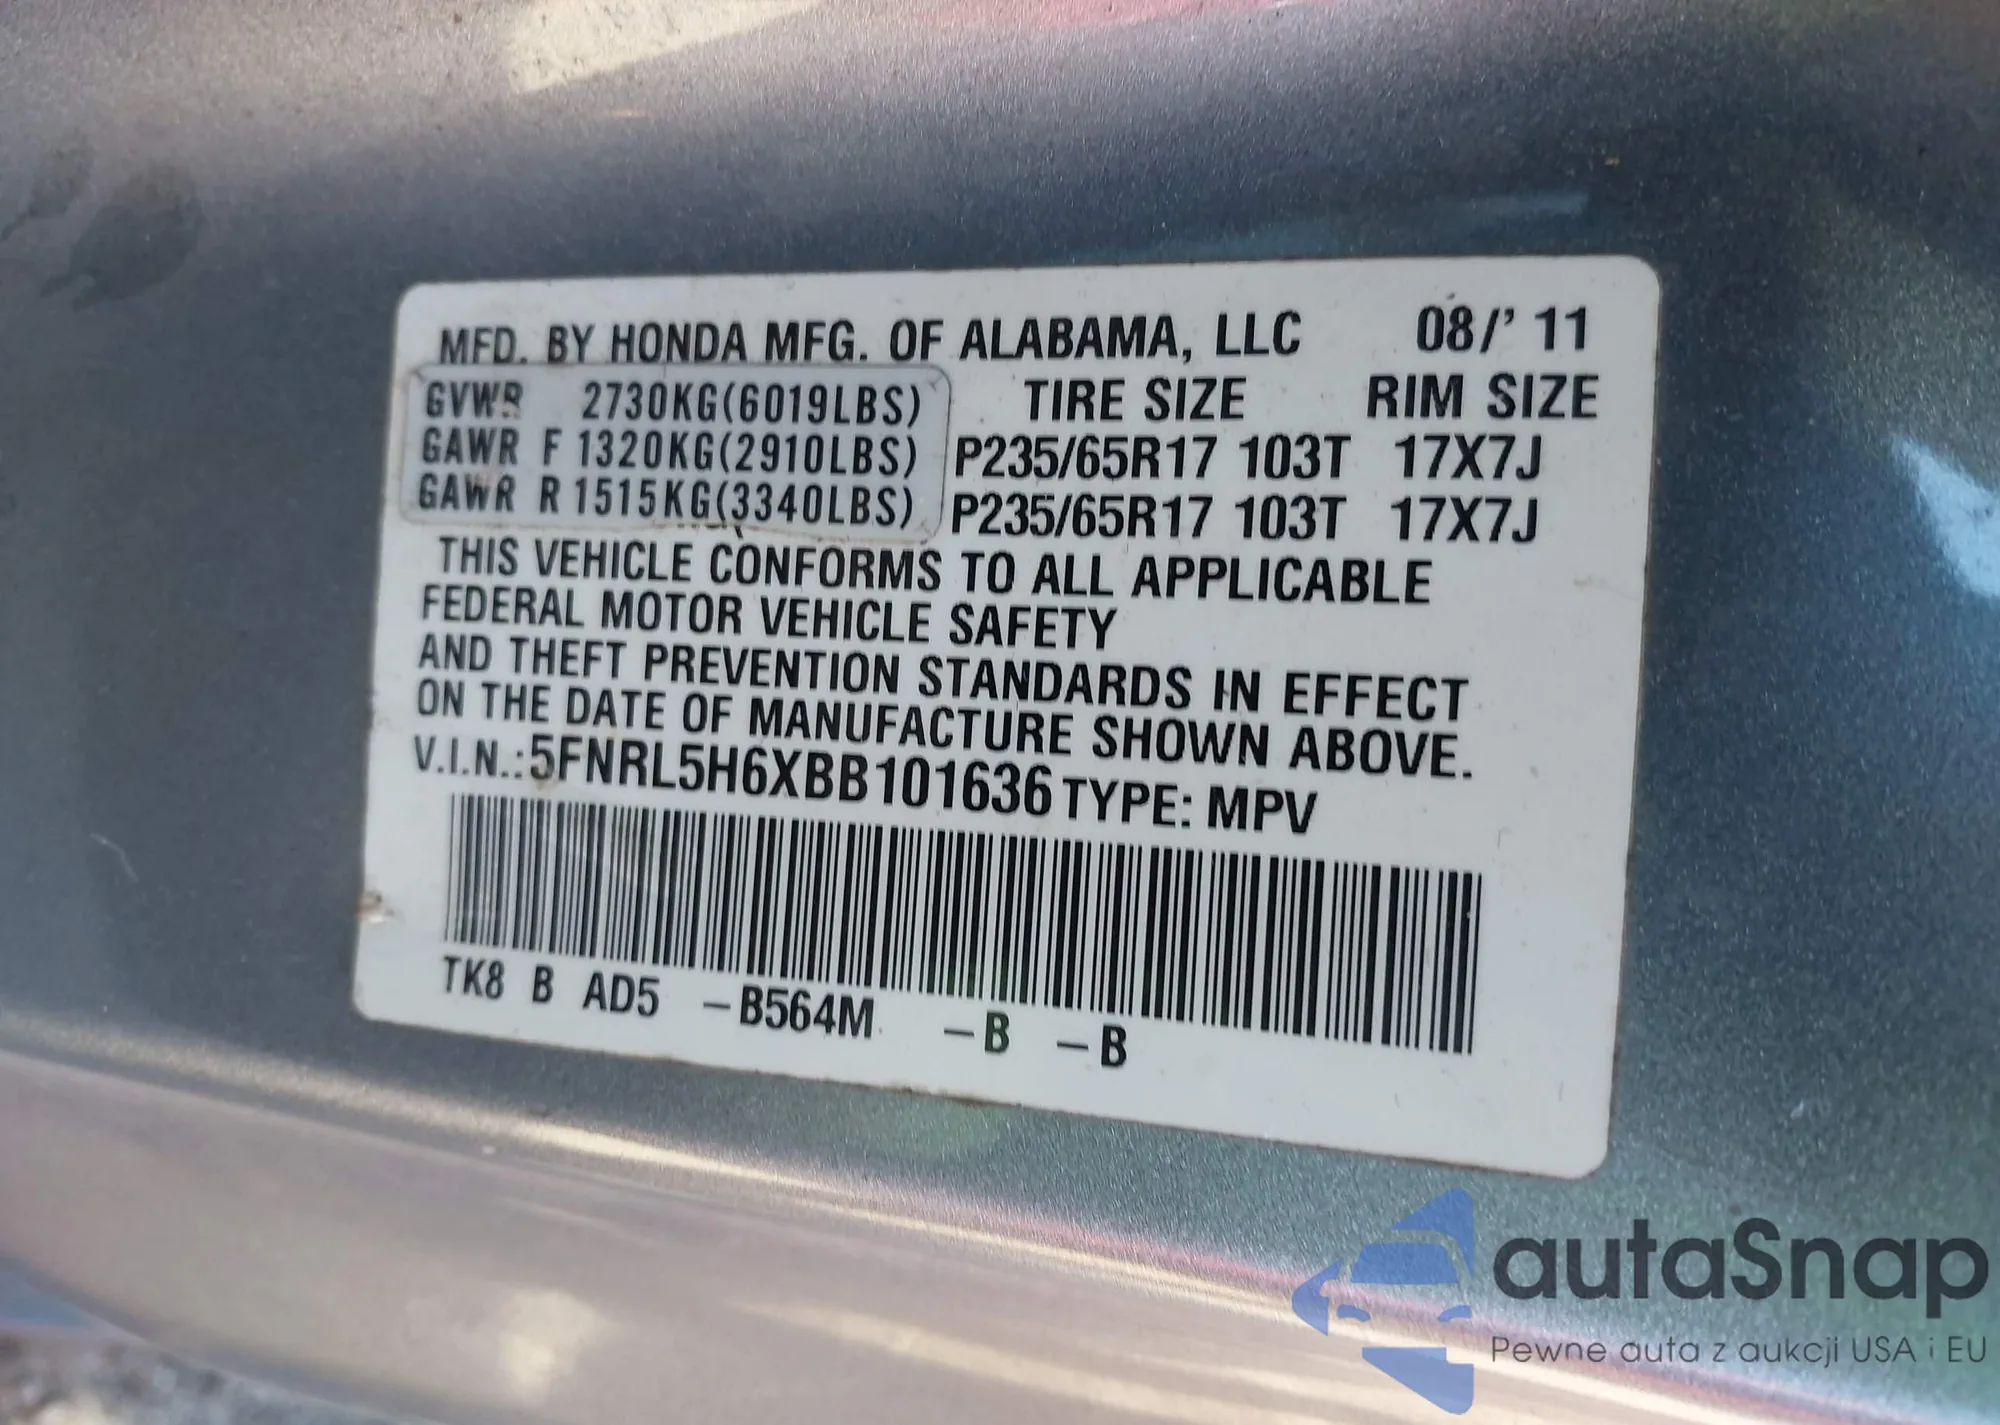 MFD. BY HONDA MFG. OF ALABAMA, LLC 08/' 11
GVWR 2730KG(6019LBS) TIRE SIZE RIM SIZE
GAWR F 1320KG(2910LBS) P235/65R17 103T 17X7J
GAWR R 1515KG(3340LBS) P235/65R17 103T 17X7J
THIS VEHICLE CONFORMS TO ALL APPLICABLE
FEDERAL MOTOR VEHICLE SAFETY
AND THEFT PREVENTION STANDARDS IN EFFECT
ON THE DATE OF MANUFACTURE SHOWN ABOVE.
V.I.N.: 5FNRL5H6XBB101636 TYPE: MPV
TK8 B AD5 -B564M -B -B
autaSnap
Pewne auta z aukcji USA i EU